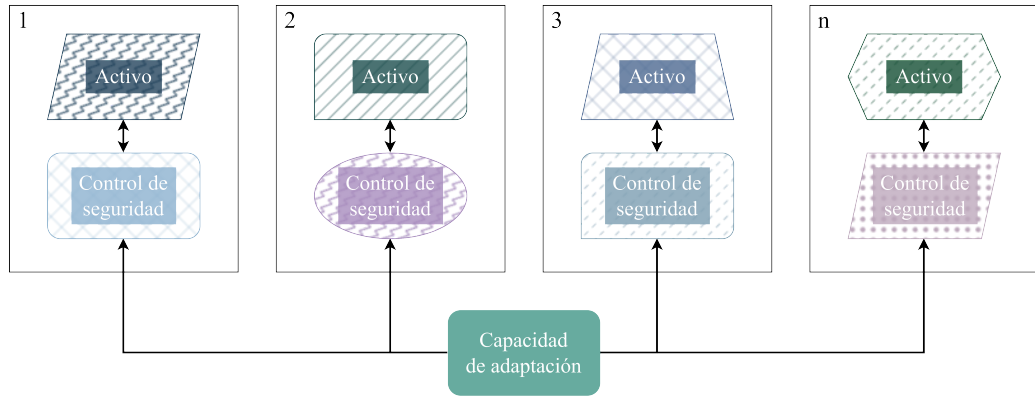 1
Activo
Control de
seguridad
2
Activo
Control de
seguridad
3
Activo
Control de
seguridad
n
Activo
Control de
seguridad
Capacidad
de adaptación